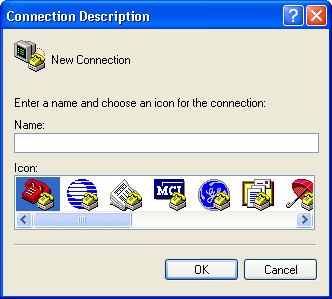 Connection Description
New Connection
Enter a name and choose an icon for the connection:
Name:
Icon:
MCI
OK
Cancel